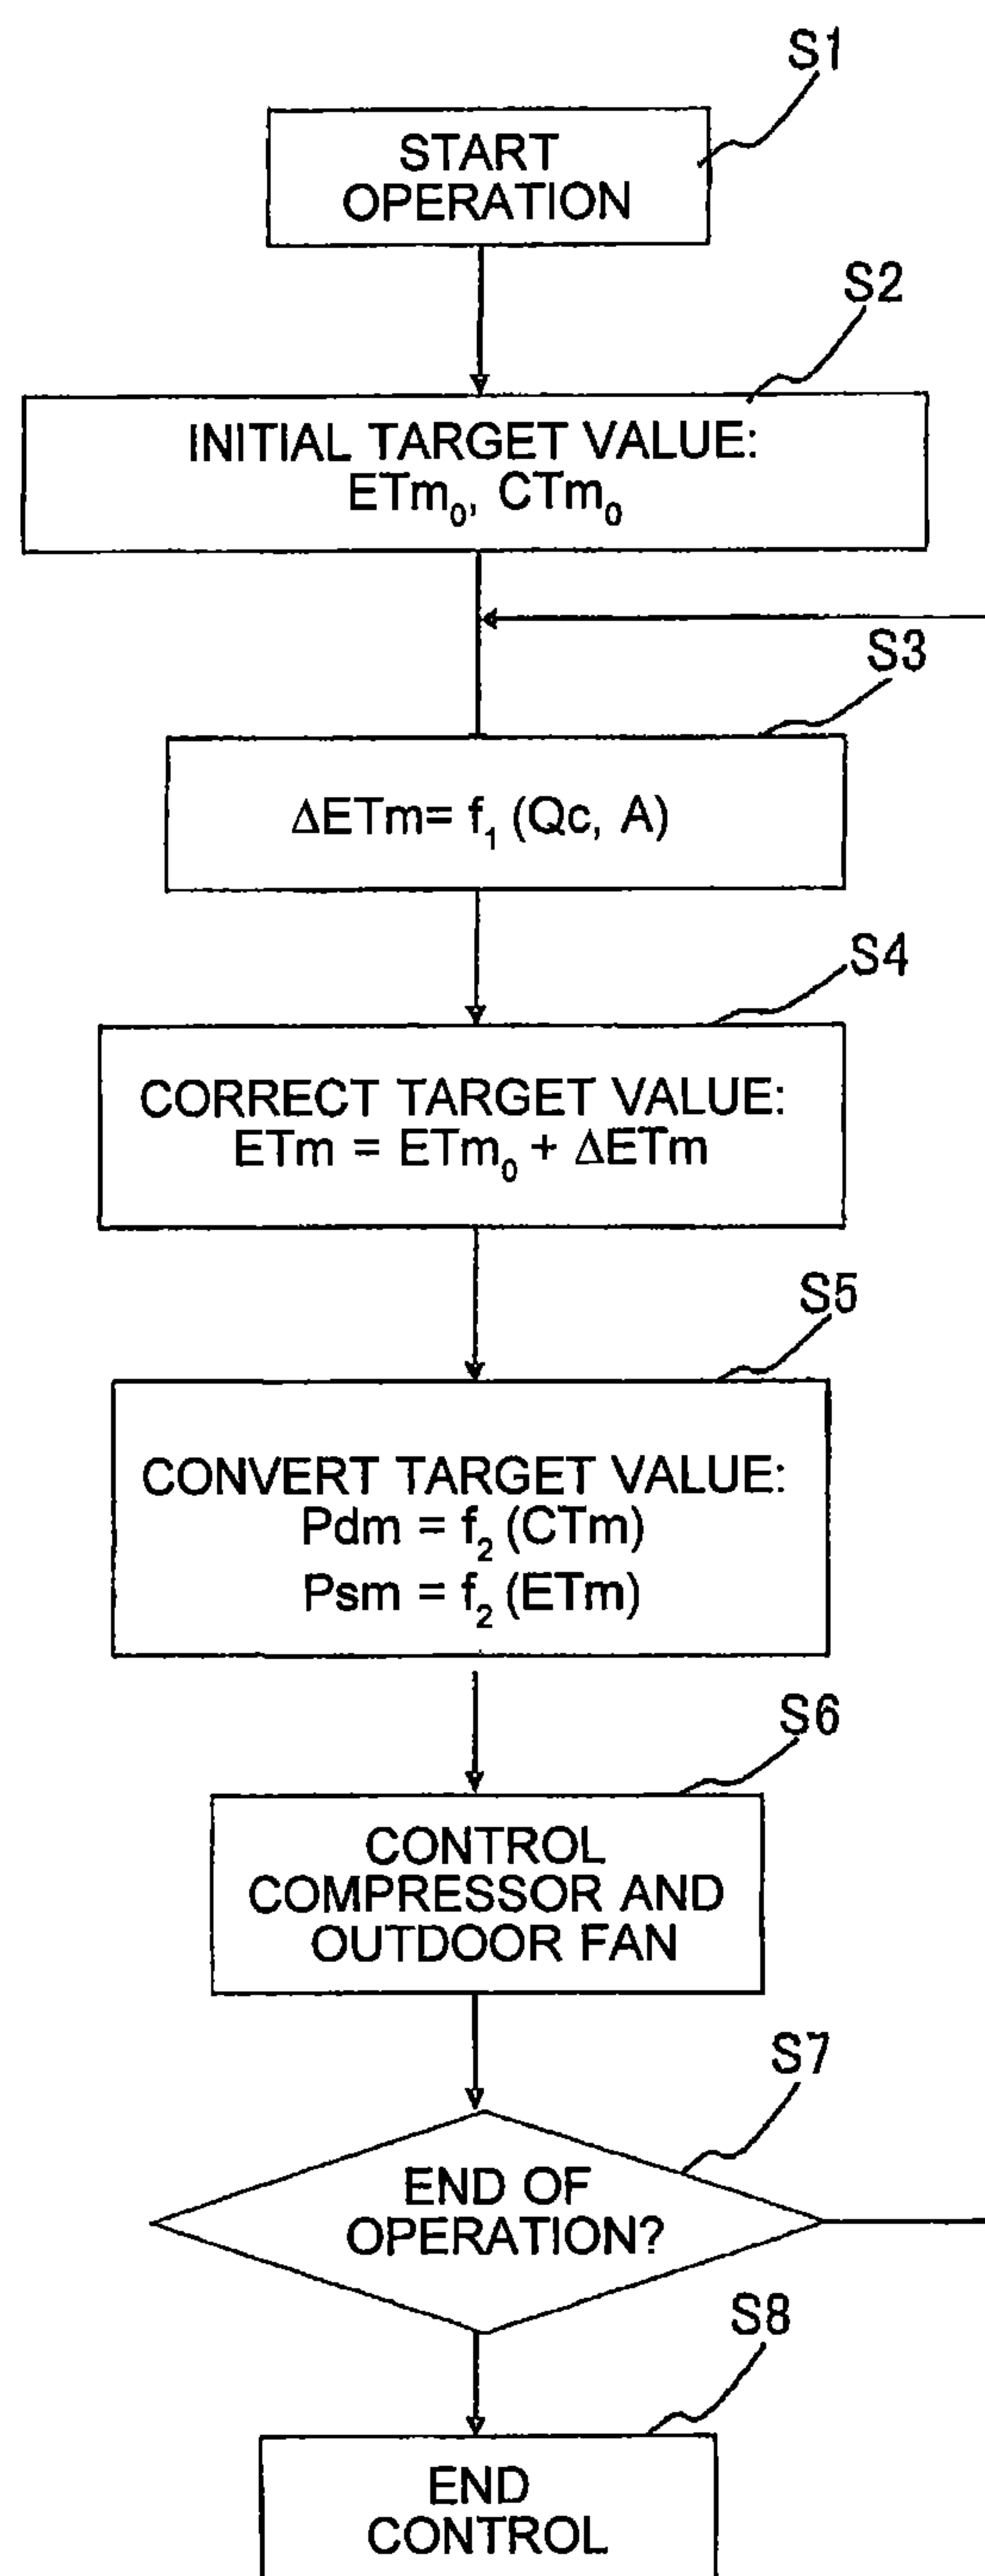 S1
START
OPERATION
S2
INITIAL TARGET VALUE:
ETm₀, CTm₀
S3
ΔETm= f₁ (Qc, A)
S4
CORRECT TARGET VALUE:
ETm = ETm₀ + ΔETm
S5
CONVERT TARGET VALUE:
Pdm = f₂ (CTm)
Psm = f₂ (ETm)
S6
CONTROL
COMPRESSOR AND
OUTDOOR FAN
S7
END OF
OPERATION?
S8
END
CONTROL